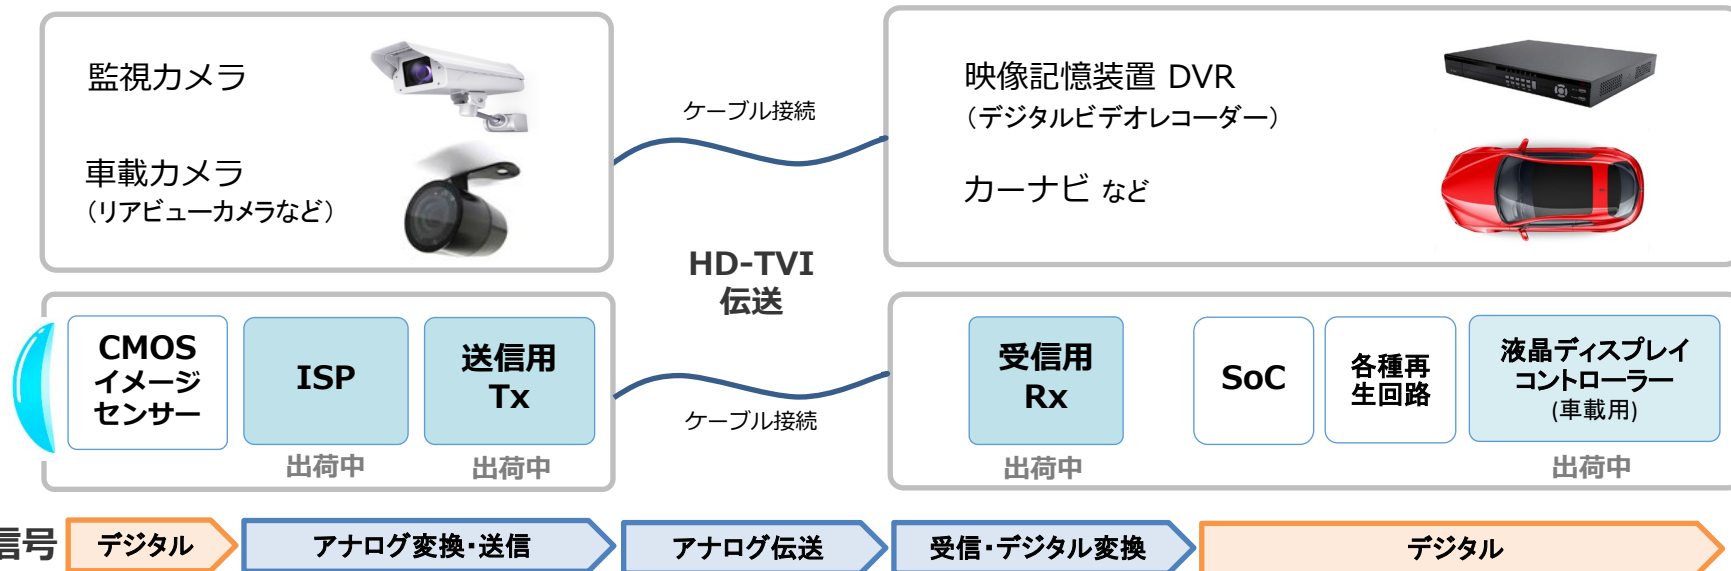 監視カメラ
車載カメラ
（リアビューカメラなど）
ケーブル接続
映像記憶装置 DVR
（デジタルビデオレコーダー）
カーナビ など
HD-TVI
伝送
CMOS
イメージ
センサー
ISP
出荷中
送信用
Tx
出荷中
ケーブル接続
受信用
Rx
出荷中
SoC
各種再
生回路
液晶ディスプレイ
コントローラー
(車載用)
出荷中
信号
デジタル
アナログ変換・送信
アナログ伝送
受信・デジタル変換
デジタル